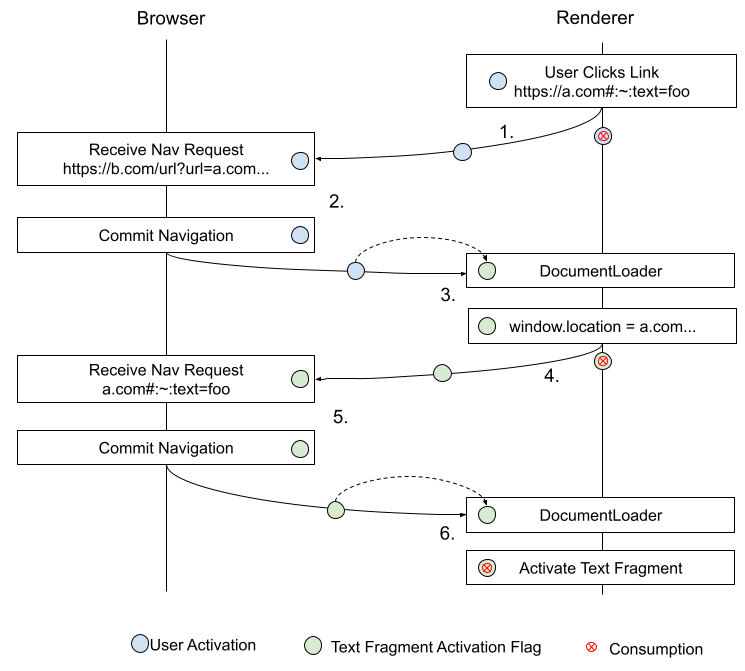 Browser
Renderer
User Clicks Link
https://a.com#:~:text=foo
1.
Receive Nav Request
https://b.com/url?url=a.com...
2.
Commit Navigation
DocumentLoader
3.
window.location = a.com...
Receive Nav Request
a.com#:~:text=foo
4.
5.
Commit Navigation
DocumentLoader
6.
Activate Text Fragment
User Activation
Text Fragment Activation Flag
Consumption